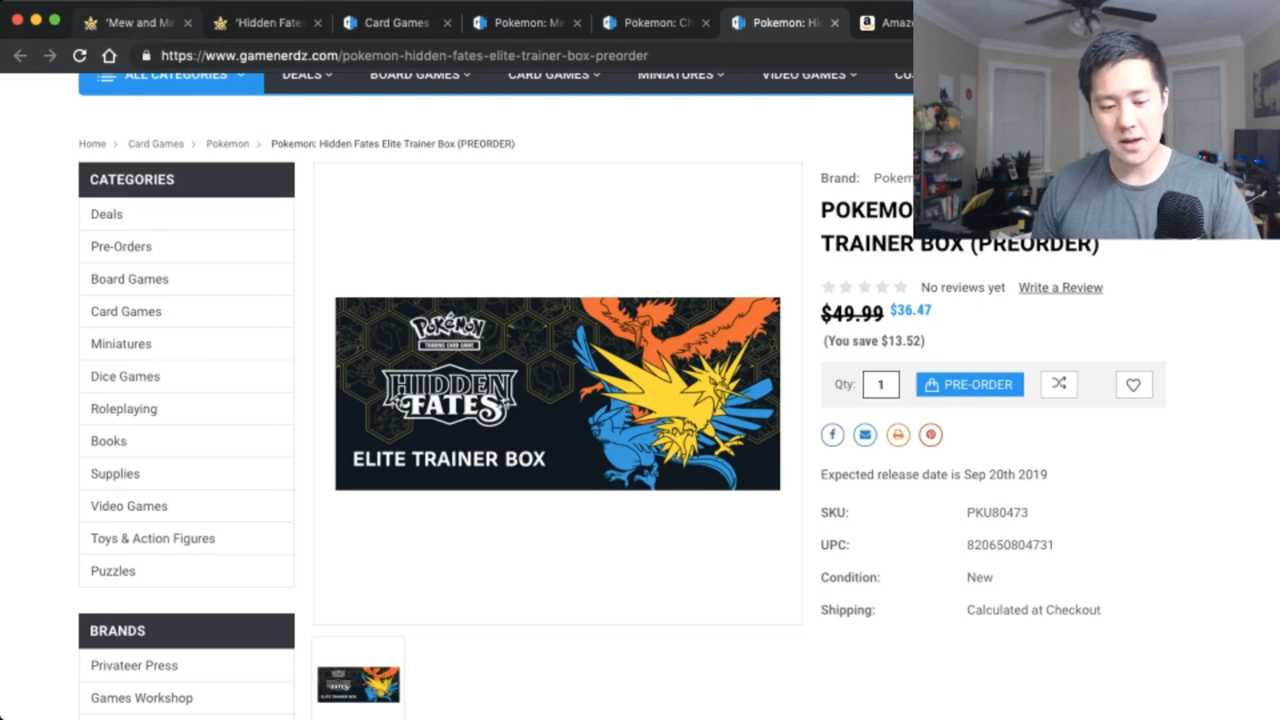 'Mew and Me
'Hidden Fate
Card Games
Pokemon: Me
Pokemon: Ch
Pokemon: Hid
Amaz
https://www.gamenerdz.com/pokemon-hidden-fates-elite-trainer-box-preorder
ALL CATEGORIES
DEALS
BOARD GAMES
CARD GAMES
MINIATURES
VIDEO GAMES
CU
Home > Card Games > Pokemon > Pokemon: Hidden Fates Elite Trainer Box (PREORDER)
CATEGORIES
Deals
Pre-Orders
Board Games
Card Games
Miniatures
Dice Games
Roleplaying
Books
Supplies
Video Games
Toys & Action Figures
Puzzles
BRANDS
Privateer Press
Games Workshop
POKÉMON
TRADING CARD GAME
HIDDEN
FATES
ELITE TRAINER BOX
Brand: Pokem
POKEMO
TRAINER BOX (PREORDER)
No reviews yet Write a Review
$49.99 $36.47
(You save $13.52)
Qty: 1 PRE-ORDER
Expected release date is Sep 20th 2019
SKU: PKU80473
UPC: 820650804731
Condition: New
Shipping: Calculated at Checkout